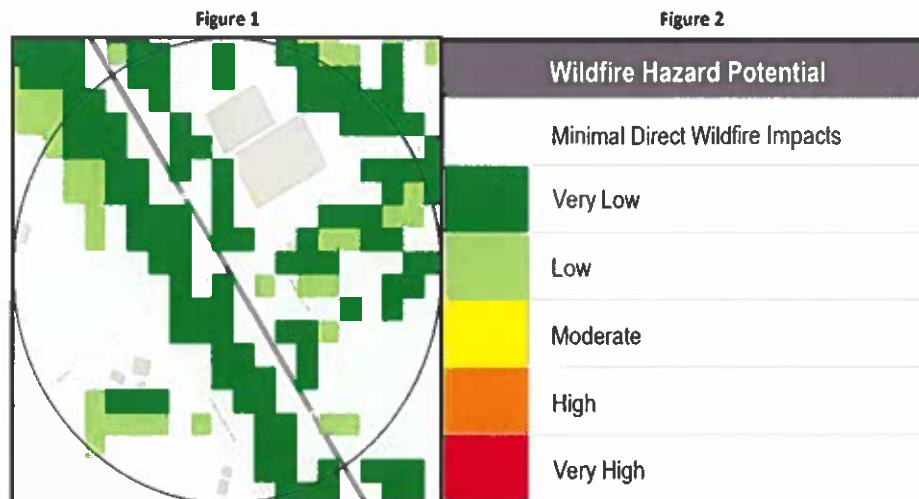 Figure 1
Figure 2
Wildfire Hazard Potential
Minimal Direct Wildfire Impacts
Very Low
Low
Moderate
High
Very High